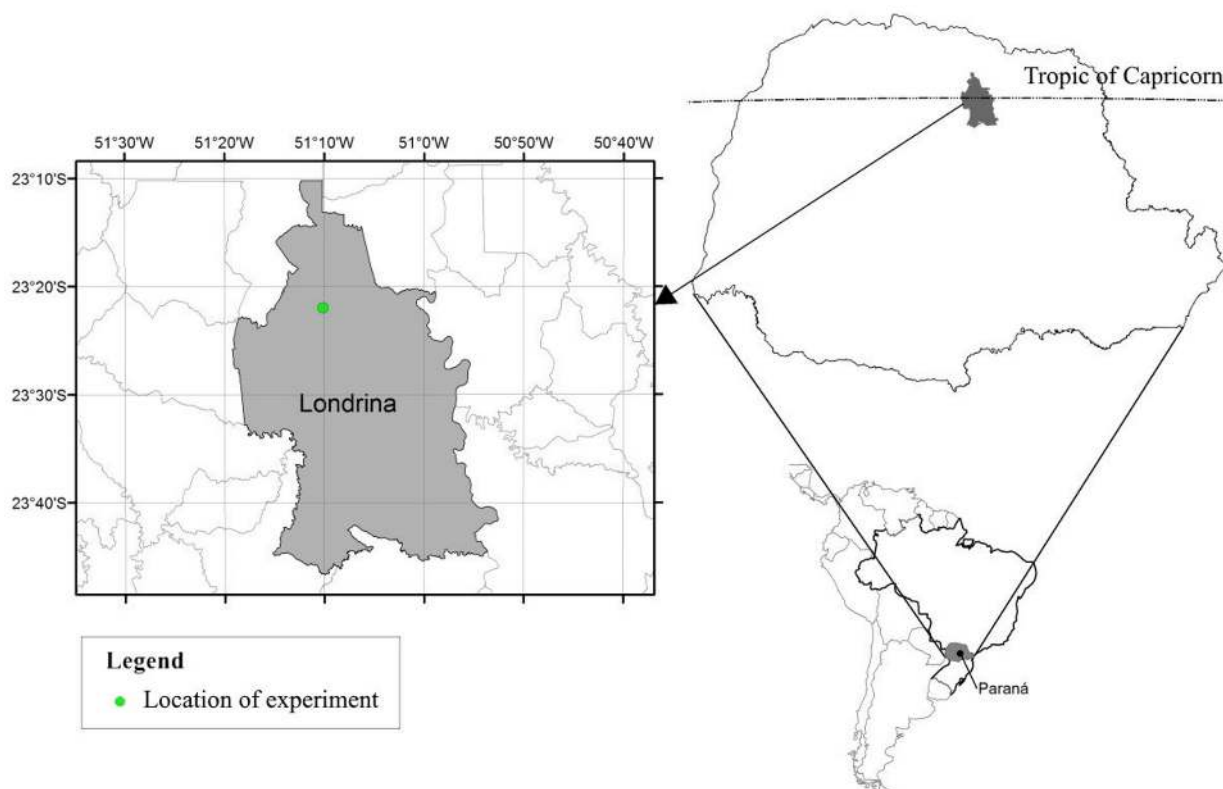 Tropic of Capricorn
51°30'W 51°20'W 51°10'W 51°0'W 50°50'W 50°40'W
23°10'S
23°20'S
23°30'S
Londrina
23°40'S
Legend
Location of experiment
Paraná